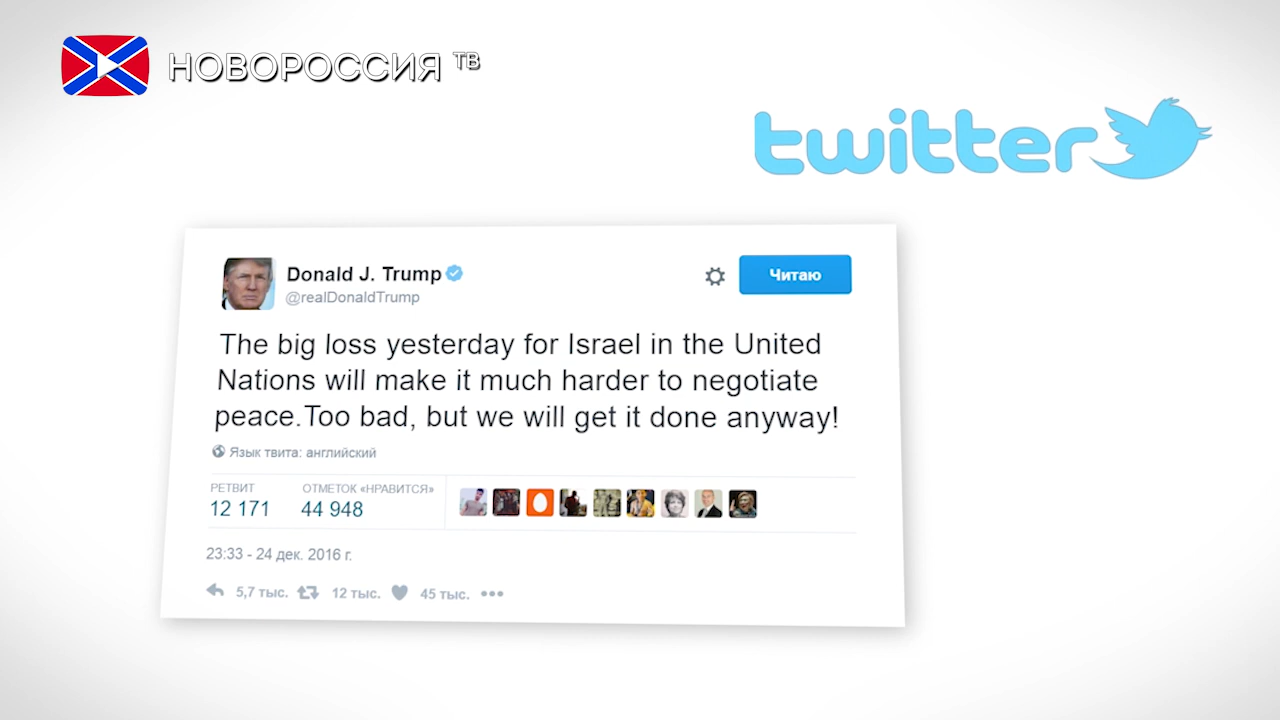 НОВОРОССИЯ ТВ
twitter
Donald J. Trump
Читаю
@realDonaldTrump
The big loss yesterday for Israel in the United
Nations will make it much harder to negotiate
peace.Too bad, but we will get it done anyway!
Язык твита: английский
РЕТВИТ ОТМЕТОК «НРАВИТСЯ»
12 171 44 948
23:33 - 24 дек. 2016 г.
5,7 тыс. 12 тыс. 45 тыс.